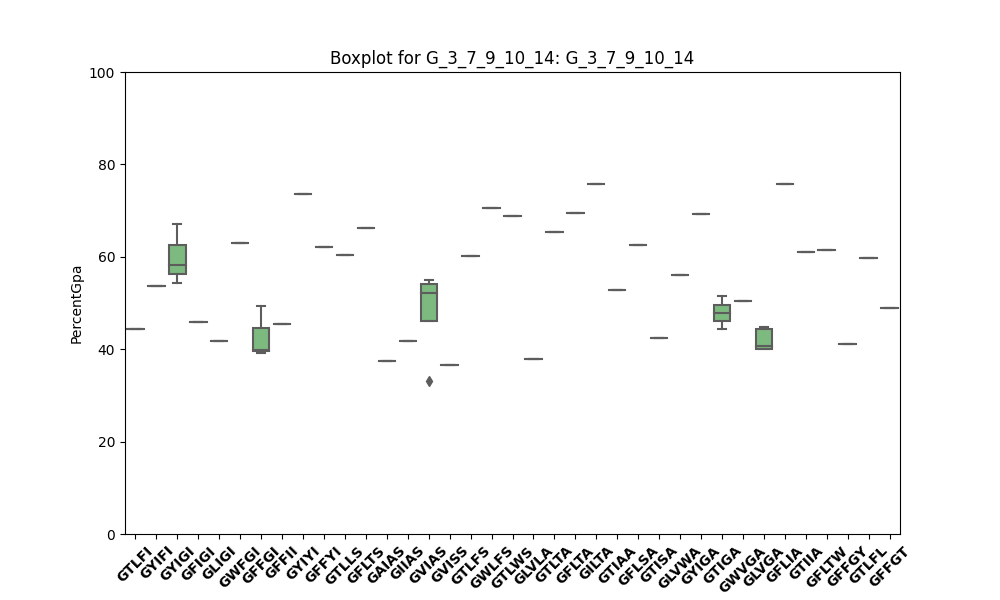 Boxplot for G_3_7_9_10_14: G_3_7_9_10_14
PercentGpa
100
80
60
40
20
0
GTLFI
GYIFI
GYIGI
GFIGI
GLIGI
GWFGI
GFFGI
GFFII
GYIYI
GFFYI
GTLLS
GFLTS
GAIAS
GIIAS
GVIAS
GVISS
GTLFS
GWLFS
GTLWS
GLVLA
GTLTA
GFLTA
GILTA
GTIAA
GFLSA
GTISA
GLVWA
GYIGA
GTIGA
GWVGA
GLVGA
GFLIA
GTIIA
GFLTW
GFFGY
GTLFL
GFFGT